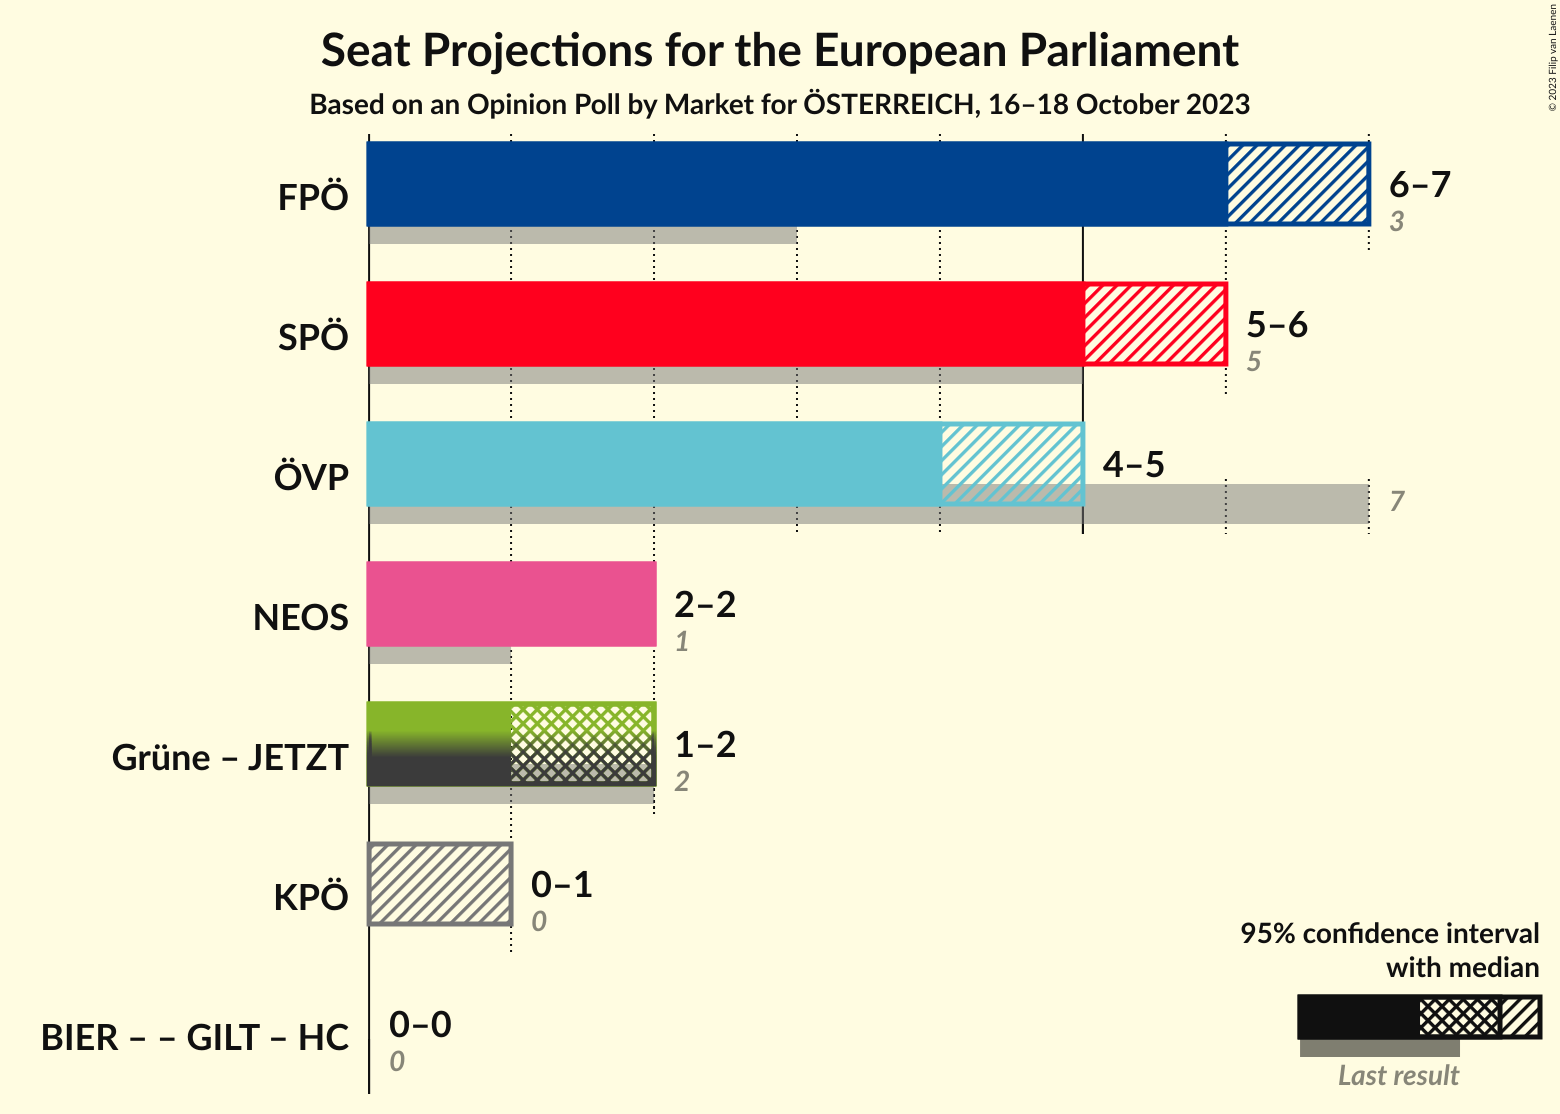 Seat Projections for the European Parliament
Based on an Opinion Poll by Market for ÖSTERREICH, 16–18 October 2023
© 2023 Filip van Laenen
FPÖ
6–7
3
SPÖ
5–6
5
ÖVP
4–5
7
NEOS
2–2
1
Grüne – JETZT
1–2
2
KPÖ
0–1
0
BIER – – GILT – HC
0–0
0
95% confidence interval
with median
Last result